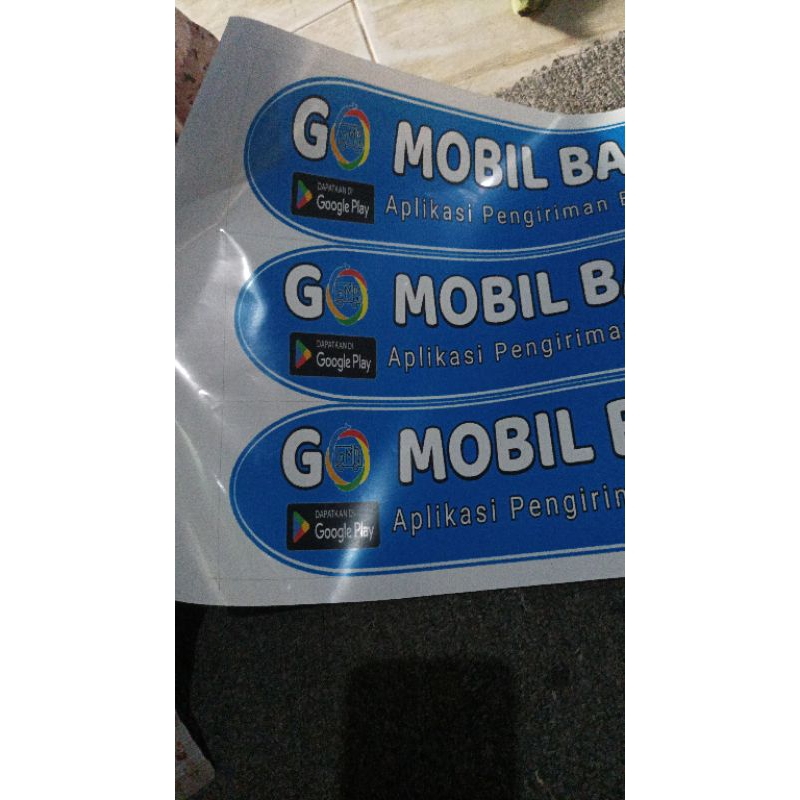 GO MOBIL BA
DAPATKAN DI
Google Play
Aplikasi Pengiriman
GO MOBIL BA
DAPATKAN DI
Google Play
Aplikasi Pengirima
GO MOBIL
DAPATKAN DI
Google Play
Aplikasi Pengirim